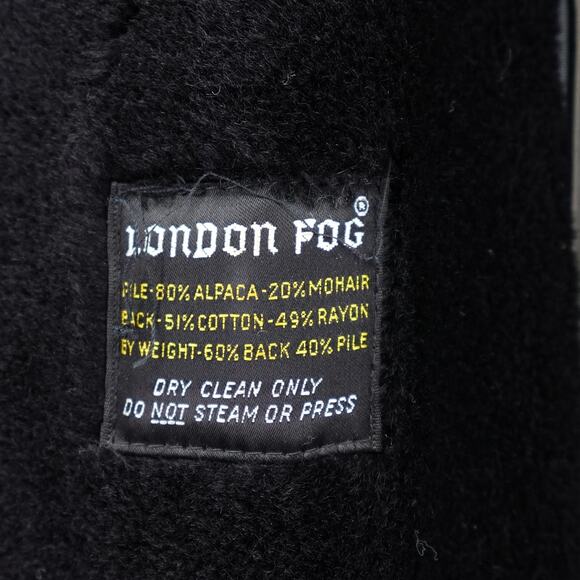 LONDON FOG®
PILE-80% ALPACA-20% MOHAIR
BACK-51% COTTON-49% RAYON
BY WEIGHT-60% BACK 40% PILE
DRY CLEAN ONLY
DO NOT STEAM OR PRESS